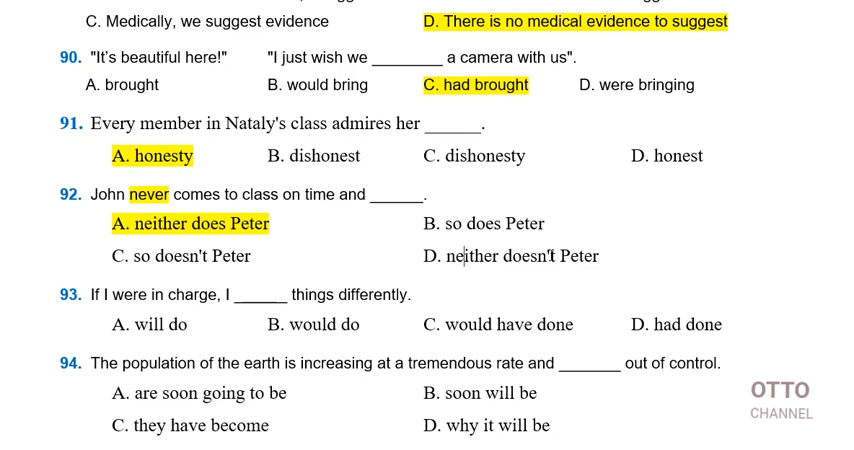 C. Medically, we suggest evidence D. There is no medical evidence to suggest
90. "It's beautiful here!" "I just wish we ________ a camera with us".
A. brought B. would bring C. had brought D. were bringing
91. Every member in Nataly's class admires her ______.
A. honesty B. dishonest C. dishonesty D. honest
92. John never comes to class on time and ______.
A. neither does Peter B. so does Peter
C. so doesn't Peter D. neither doesn't Peter
93. If I were in charge, I ______ things differently.
A. will do B. would do C. would have done D. had done
94. The population of the earth is increasing at a tremendous rate and _______ out of control.
A. are soon going to be B. soon will be
C. they have become D. why it will be
OTTO
CHANNEL